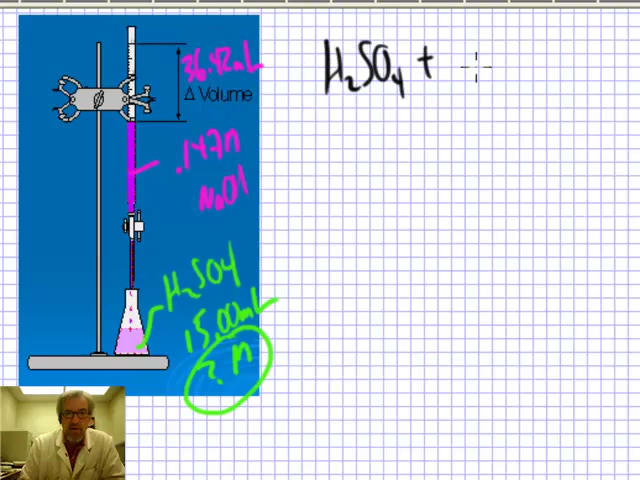 36.42mL
Δ Volume
.147M
NaOH
H₂SO₄
15.00mL
? M
H₂SO₄ +